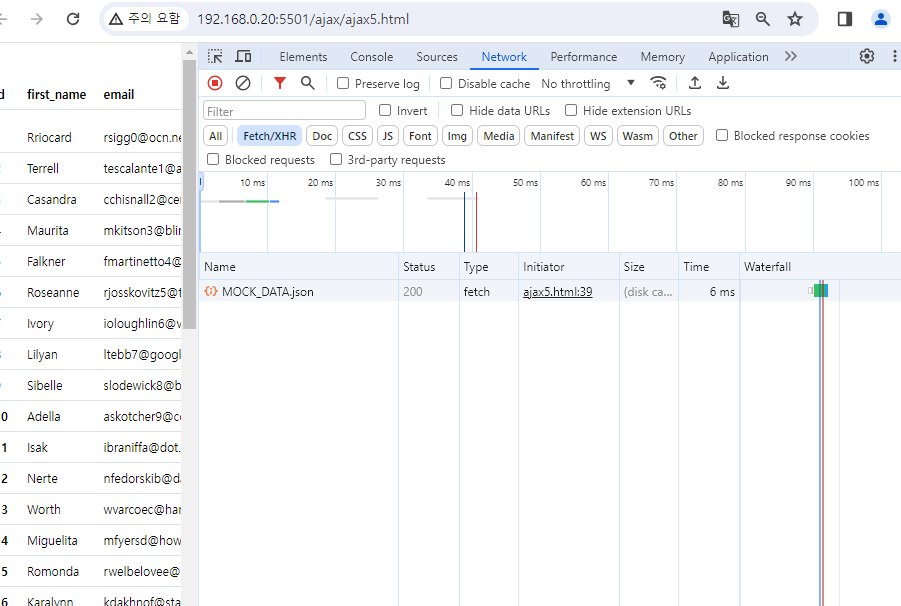 주의 요함 192.168.0.20:5501/ajax/ajax5.html
Elements Console Sources Network Performance Memory Application
Preserve log Disable cache No throttling
Filter Invert Hide data URLs Hide extension URLs
All Fetch/XHR Doc CSS JS Font Img Media Manifest WS Wasm Other Blocked response cookies
Blocked requests 3rd-party requests
10 ms 20 ms 30 ms 40 ms 50 ms 60 ms 70 ms 80 ms 90 ms 100 ms
Name Status Type Initiator Size Time Waterfall
MOCK_DATA.json 200 fetch ajax5.html:39 (disk ca... 6 ms
d first_name email
Rriocard rsigg0@ocn.ne
Terrell tescalante1@a
Casandra cchisnall2@cer
Maurita mkitson3@blin
Falkner fmartinetto4@
Roseanne rjosskovitz5@t
Ivory ioloughlin6@v
Lilyan ltebb7@googl
Sibelle slodewick8@b
0 Adella askotcher9@c
1 Isak ibraniffa@dot.
2 Nerte nfedorskib@d
3 Worth wvarcoec@har
4 Miguelita mfyersd@how
5 Romonda rwelbelovee@
6 Karalynn kdakhnof@sta